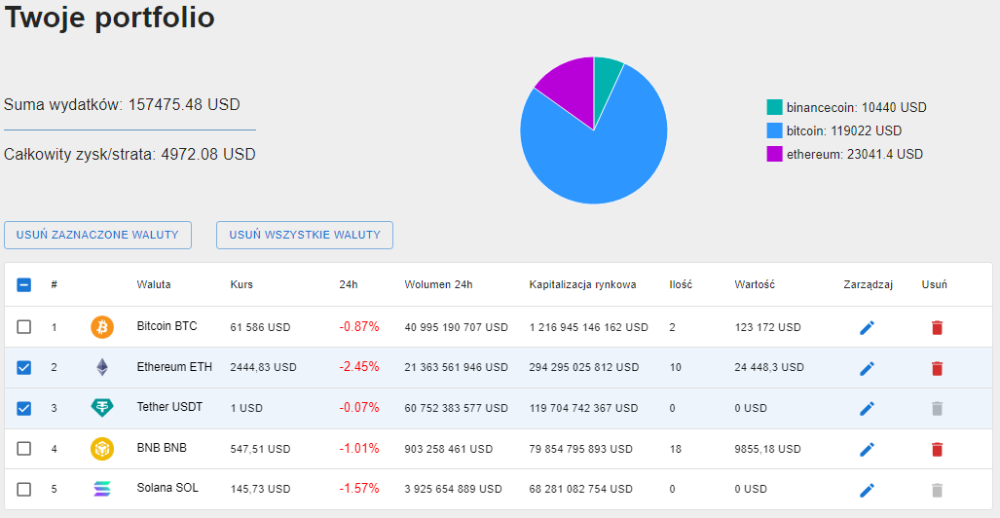 Twoje portfolio
Suma wydatków: 157475.48 USD
Całkowity zysk/strata: 4972.08 USD
binancecoin: 10440 USD
bitcoin: 119022 USD
ethereum: 23041.4 USD
USUŃ ZAZNACZONE WALUTY USUŃ WSZYSTKIE WALUTY
# Waluta Kurs 24h Wolumen 24h Kapitalizacja rynkowa Ilość Wartość Zarządzaj Usuń
1 Bitcoin BTC 61 586 USD -0.87% 40 995 190 707 USD 1 216 945 146 162 USD 2 123 172 USD
2 Ethereum ETH 2444,83 USD -2.45% 21 363 561 946 USD 294 295 025 812 USD 10 24 448,3 USD
3 Tether USDT 1 USD -0.07% 60 752 383 577 USD 119 704 742 367 USD 0 0 USD
4 BNB BNB 547,51 USD -1.01% 903 258 461 USD 79 854 795 893 USD 18 9855,18 USD
5 Solana SOL 145,73 USD -1.57% 3 925 654 889 USD 68 281 082 754 USD 0 0 USD